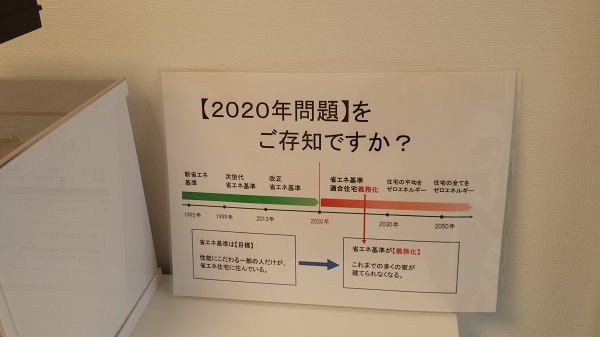 【2020年問題】を
ご存知ですか？
新省エネ
基準
次世代
省エネ基準
改正
省エネ基準
省エネ基準
適合住宅義務化
住宅の平均を
ゼロエネルギー
住宅の全てを
ゼロエネルギー
1992年
1999年
2013年
2020年
2030年
2050年
省エネ基準は【目標】
性能にこだわる一部の人だけが、
省エネ住宅に住んでいる。
省エネ基準が【義務化】
これまでの多くの家が
建てられなくなる。